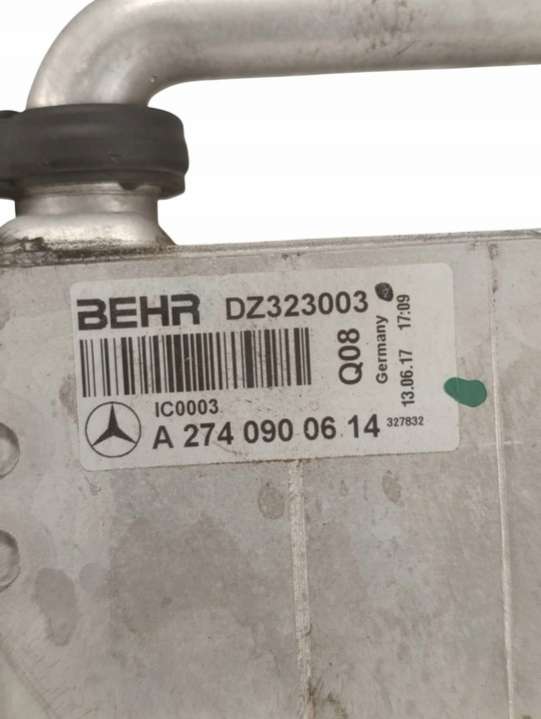 BEHR DZ323003
IC0003
A 274 090 06 14
327832
Q08
Germany
13.06.17 17:09